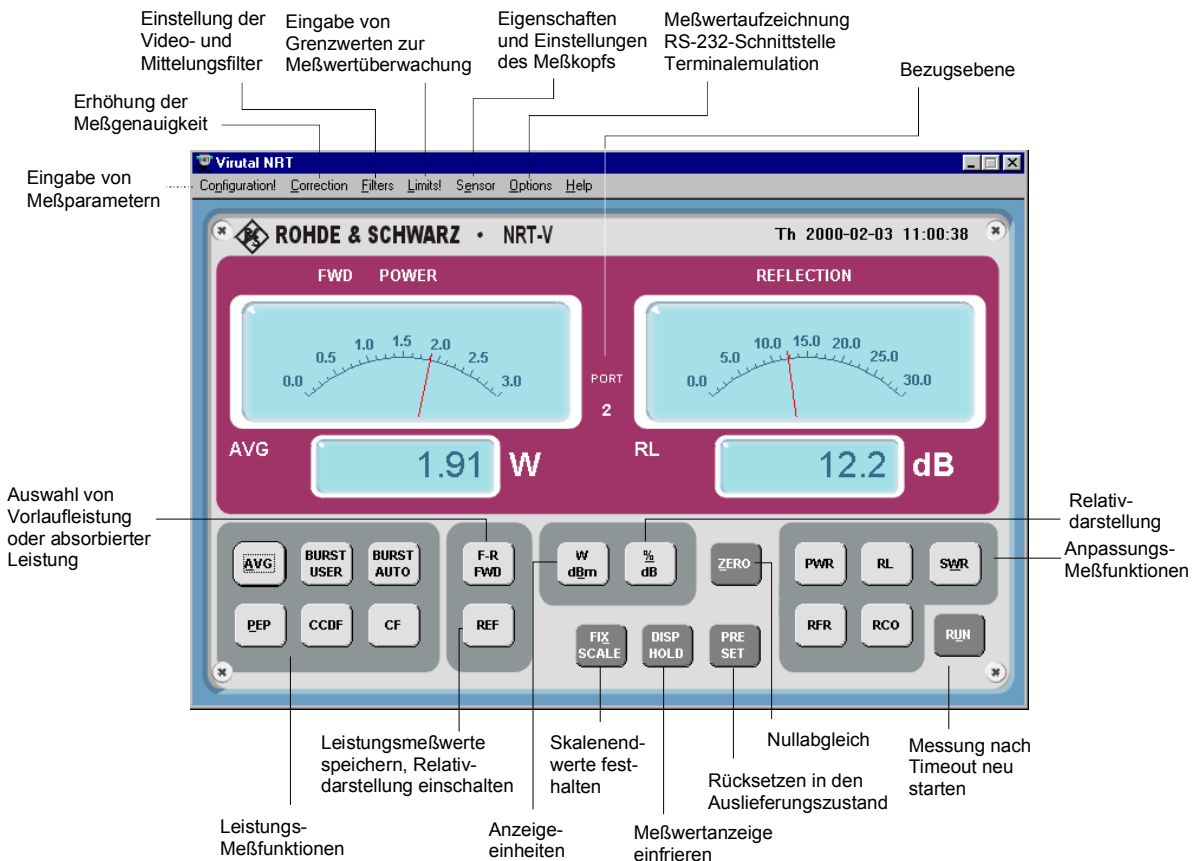 Einstellung der
Video- und
Mittelungsfilter
Eingabe von
Grenzwerten zur
Meßwertüberwachung
Eigenschaften
und Einstellungen
des Meßkopfs
Meßwertaufzeichnung
RS-232-Schnittstelle
Terminalemulation
Bezugsebene
Erhöhung der
Meßgenauigkeit
Eingabe von
Meßparametern
Virutal NRT
Configuration! Correction Filters Limits! Sensor Options Help
ROHDE & SCHWARZ · NRT-V
Th 2000-02-03 11:00:38
FWD POWER
REFLECTION
0.0 0.5 1.0 1.5 2.0 2.5 3.0
PORT
2
0.0 5.0 10.0 15.0 20.0 25.0 30.0
AVG
1.91 W
RL
12.2 dB
Auswahl von
Vorlaufleistung
oder absorbierter
Leistung
Relativ-
darstellung
Anpassungs-
Meßfunktionen
AVG
BURST
USER
BURST
AUTO
F-R
FWD
W
dBm
%
dB
ZERO
PWR
RL
SWR
PEP
CCDF
CF
REF
FIX
SCALE
DISP
HOLD
PRE
SET
RFR
RCO
RUN
Leistungsmeßwerte
speichern, Relativ-
darstellung einschalten
Skalenend-
werte fest-
halten
Nullabgleich
Rücksetzen in den
Auslieferungszustand
Messung nach
Timeout neu
starten
Leistungs-
Meßfunktionen
Anzeige-
einheiten
Meßwertanzeige
einfrieren